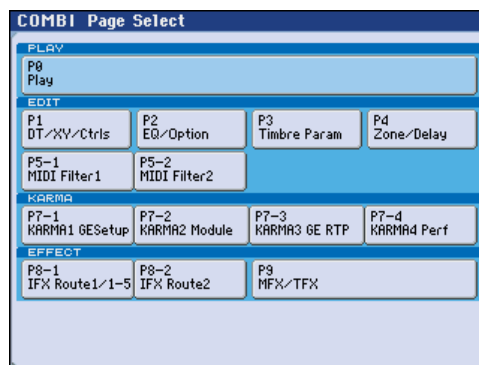 COMBI Page Select
PLAY
P0
Play
EDIT
P1
DT/XY/Ctrls
P2
EQ/Option
P3
Timbre Param
P4
Zone/Delay
P5-1
MIDI Filter1
P5-2
MIDI Filter2
KARMA
P7-1
KARMA1 GESetup
P7-2
KARMA2 Module
P7-3
KARMA3 GE RTP
P7-4
KARMA4 Perf
EFFECT
P8-1
IFX Route1/1-5
P8-2
IFX Route2
P9
MFX/TFX